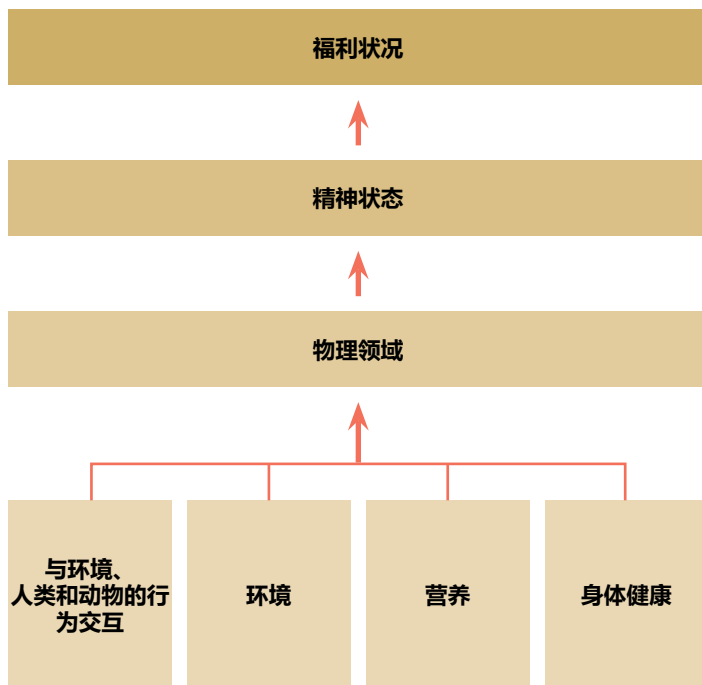 福利状况
精神状态
物理领域
与环境、
人类和动物的行
为交互
环境
营养
身体健康